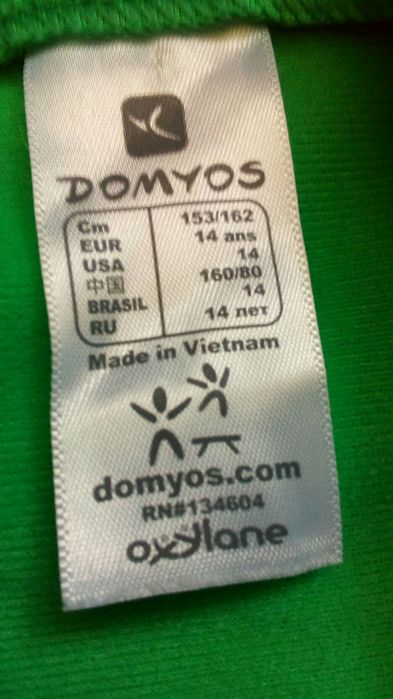 DOMYOS
Cm 153/162
EUR 14 ans
USA 14
中国 160/80
BRASIL 14
RU 14 лет
Made in Vietnam
domyos.com
RN#134604
oxylane